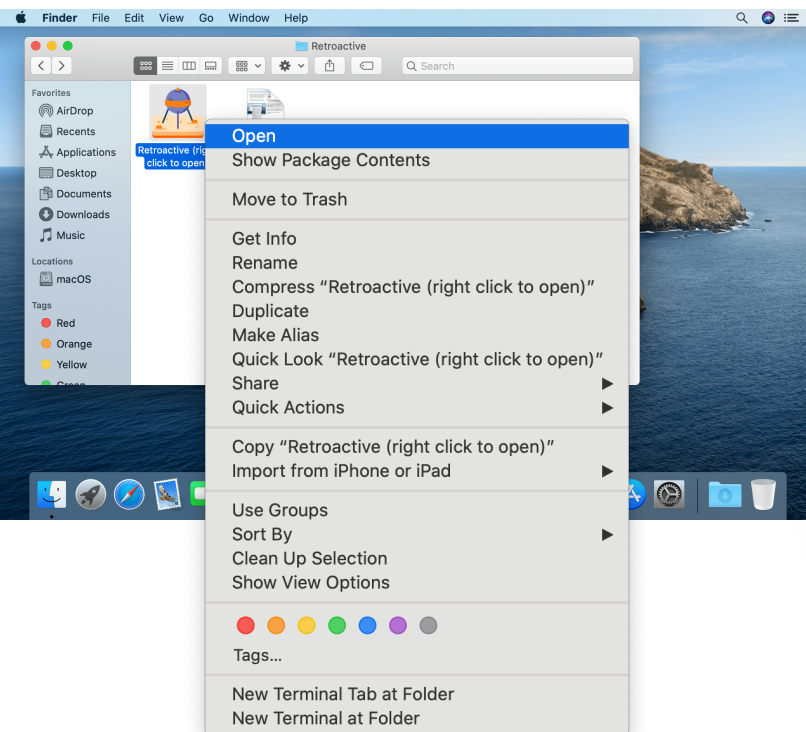 Finder File Edit View Go Window Help
Retroactive
Search
Favorites
AirDrop
Recents
Applications
Desktop
Documents
Downloads
Music
Locations
macOS
Tags
Red
Orange
Yellow
Green
Retroactive (rig
click to open
Open
Show Package Contents
Move to Trash
Get Info
Rename
Compress “Retroactive (right click to open)”
Duplicate
Make Alias
Quick Look “Retroactive (right click to open)”
Share
Quick Actions
Copy “Retroactive (right click to open)”
Import from iPhone or iPad
Use Groups
Sort By
Clean Up Selection
Show View Options
Tags...
New Terminal Tab at Folder
New Terminal at Folder